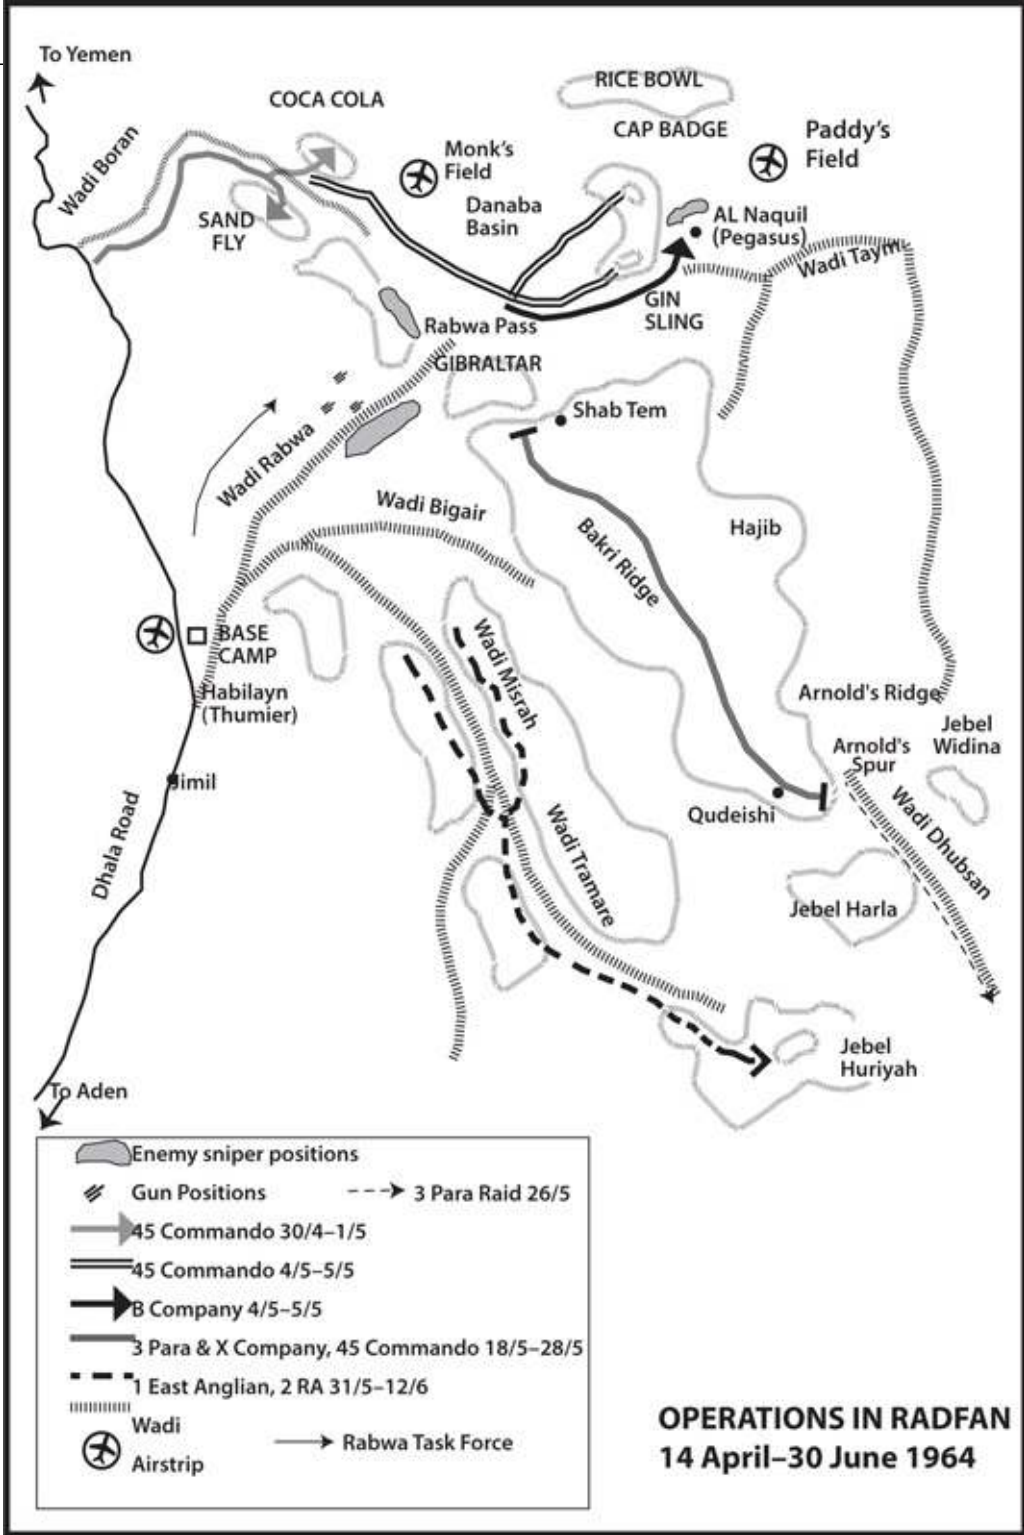 To Yemen
COCA COLA
RICE BOWL
CAP BADGE
Paddy's
Field
Monk's
Field
Wadi Boran
Danaba
Basin
SAND
FLY
AL Naquil
(Pegasus)
Wadi Taym
GIN
SLING
Rabwa Pass
GIBRALTAR
Shab Tem
Wadi Rabwa
Wadi Bigair
Hajib
Bakri Ridge
BASE
CAMP
Habilayn
(Thumier)
Wadi Misrah
Arnold's Ridge
Jebel
Widina
Arnold's
Spur
Jimil
Qudeishi
Wadi Dhubsan
Dhala Road
Wadi Tramare
Jebel Harla
Jebel
Huriyah
To Aden
Enemy sniper positions
Gun Positions
3 Para Raid 26/5
45 Commando 30/4–1/5
45 Commando 4/5–5/5
B Company 4/5–5/5
3 Para & X Company, 45 Commando 18/5–28/5
1 East Anglian, 2 RA 31/5–12/6
Wadi
Rabwa Task Force
Airstrip
OPERATIONS IN RADFAN
14 April–30 June 1964